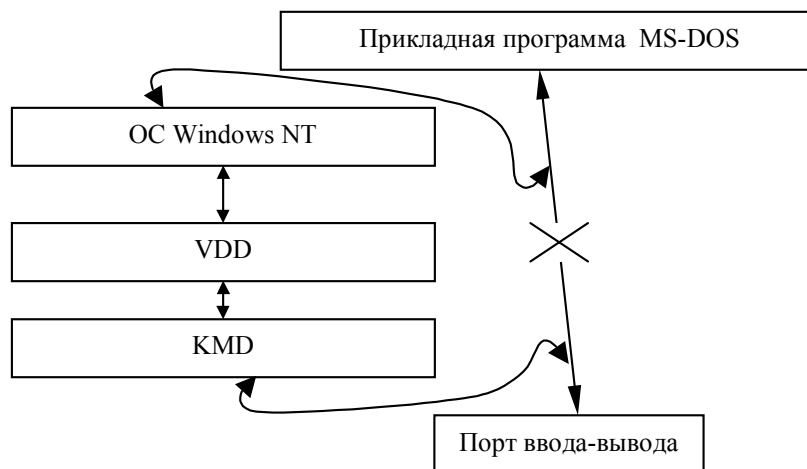 Прикладная программа MS-DOS
ОС Windows NT
VDD
KMD
Порт ввода-вывода